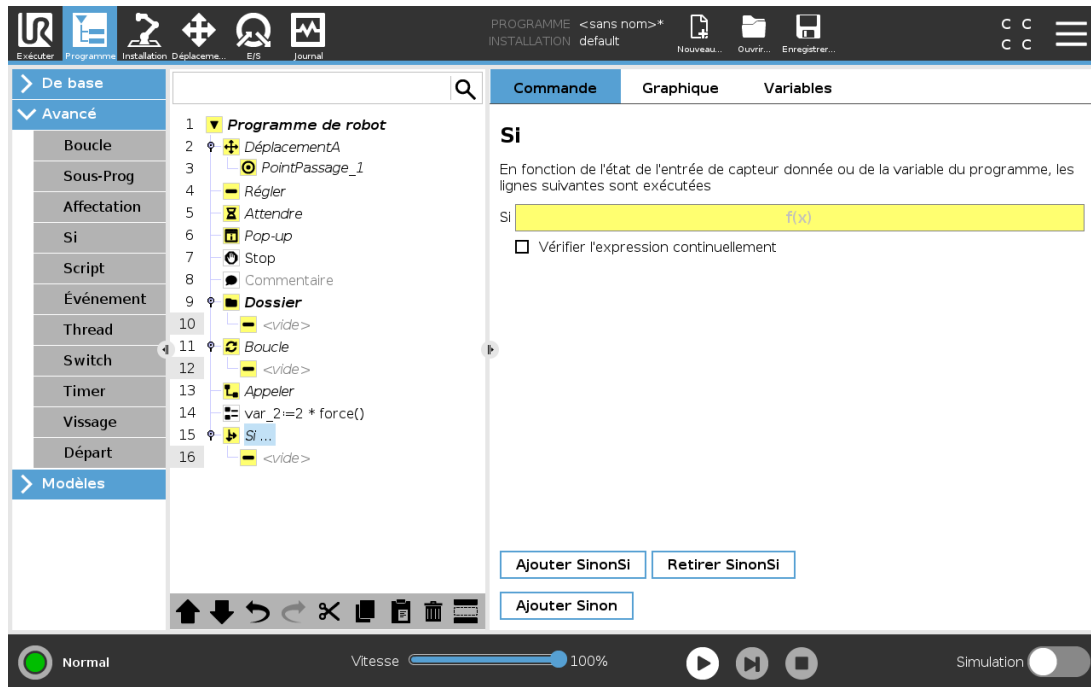 PROGRAMME <sans nom>*
INSTALLATION default
Exécuter
Programme
Installation
Déplaceme...
E/S
Journal
Nouveau...
Ouvrir...
Enregistrer...
C C
C C
De base
Avancé
Boucle
Sous-Prog
Affectation
Si
Script
Événement
Thread
Switch
Timer
Vissage
Départ
Modèles
1 Programme de robot
2 DéplacementA
3 PointPassage_1
4 Régler
5 Attendre
6 Pop-up
7 Stop
8 Commentaire
9 Dossier
10 <vide>
11 Boucle
12 <vide>
13 Appeler
14 var_2:=2 * force()
15 Si ...
16 <vide>
Commande Graphique Variables
Si
En fonction de l'état de l'entrée de capteur donnée ou de la variable du programme, les
lignes suivantes sont exécutées
Si f(x)
Vérifier l'expression continuellement
Ajouter SinonSi
Retirer SinonSi
Ajouter Sinon
Normal
Vitesse 100%
Simulation